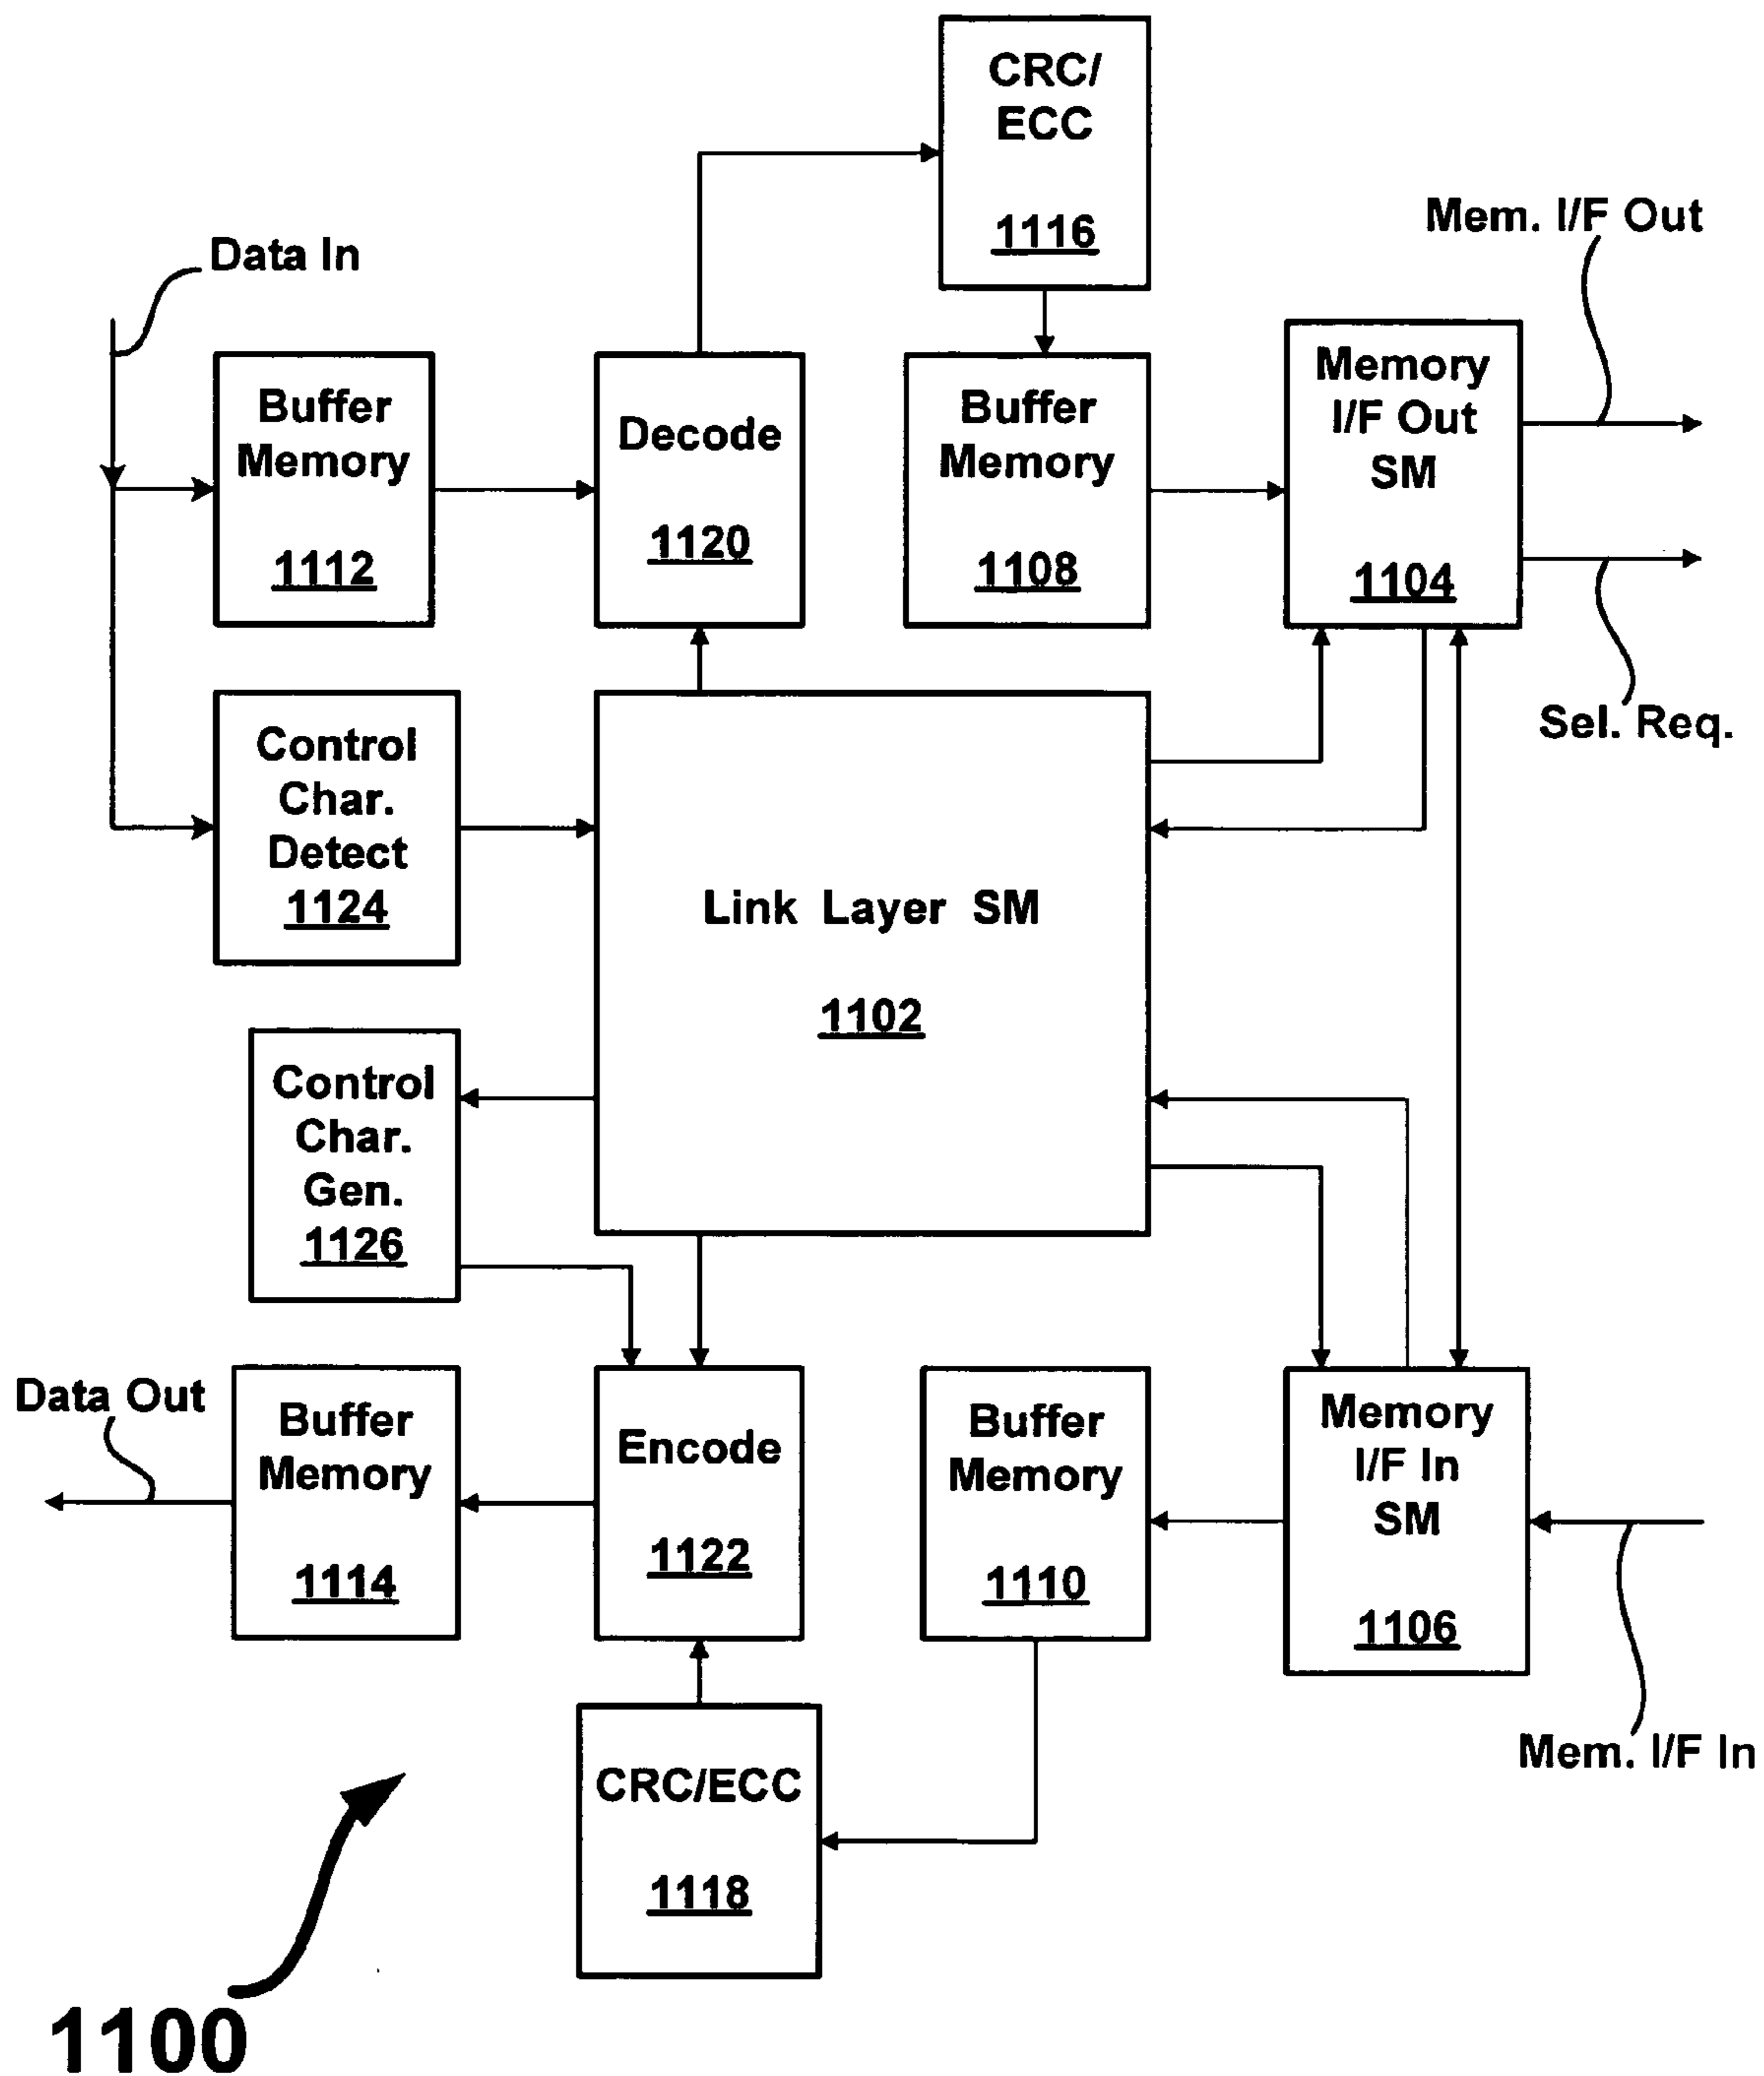 CRC/
ECC
1116
Mem. I/F Out
Data In
Buffer
Memory
1112
Decode
1120
Buffer
Memory
1108
Memory
I/F Out
SM
1104
Sel. Req.
Control
Char.
Detect
1124
Link Layer SM
1102
Control
Char.
Gen.
1126
Data Out
Buffer
Memory
1114
Encode
1122
Buffer
Memory
1110
Memory
I/F In
SM
1106
Mem. I/F In
CRC/ECC
1118
1100